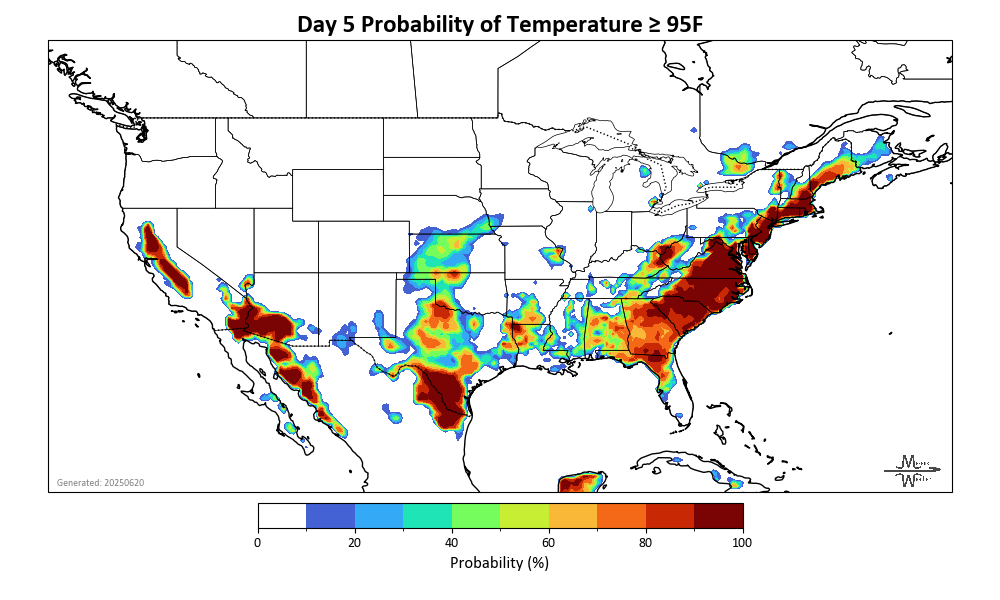 Day 5 Probability of Temperature ≥ 95F
Generated: 20250620
0 20 40 60 80 100
Probability (%)